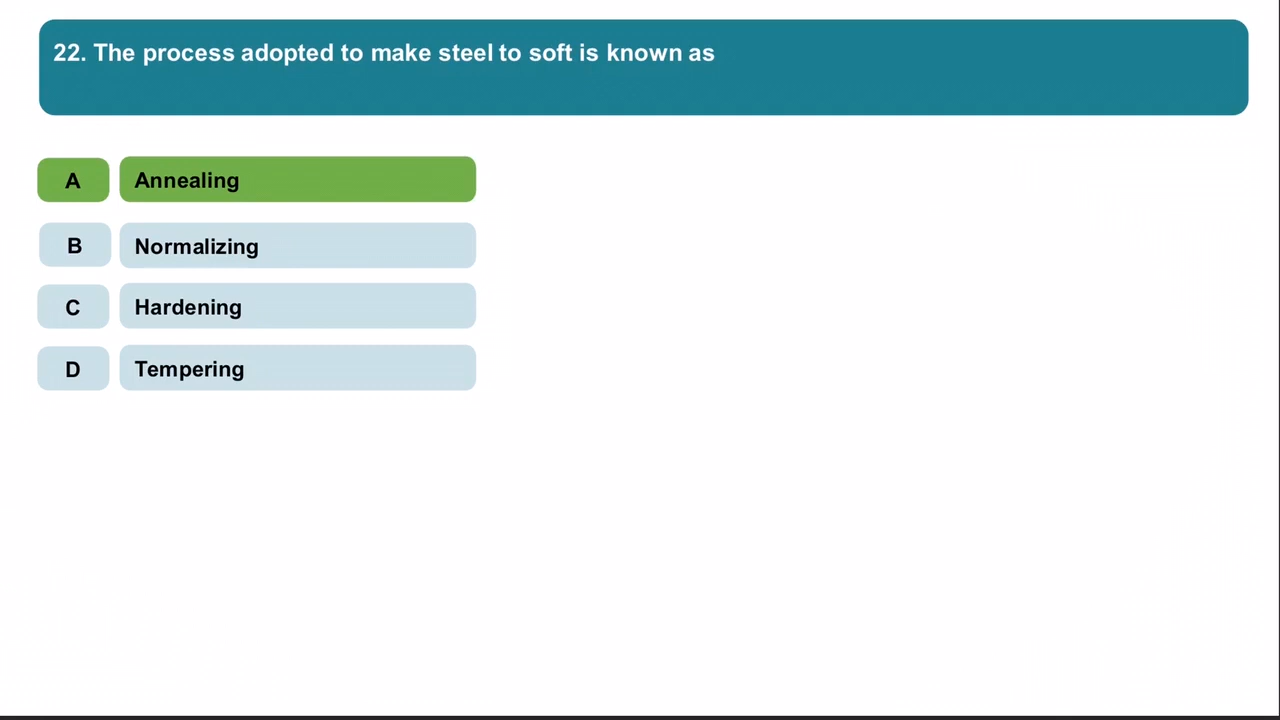 22. The process adopted to make steel to soft is known as
A Annealing
B Normalizing
C Hardening
D Tempering